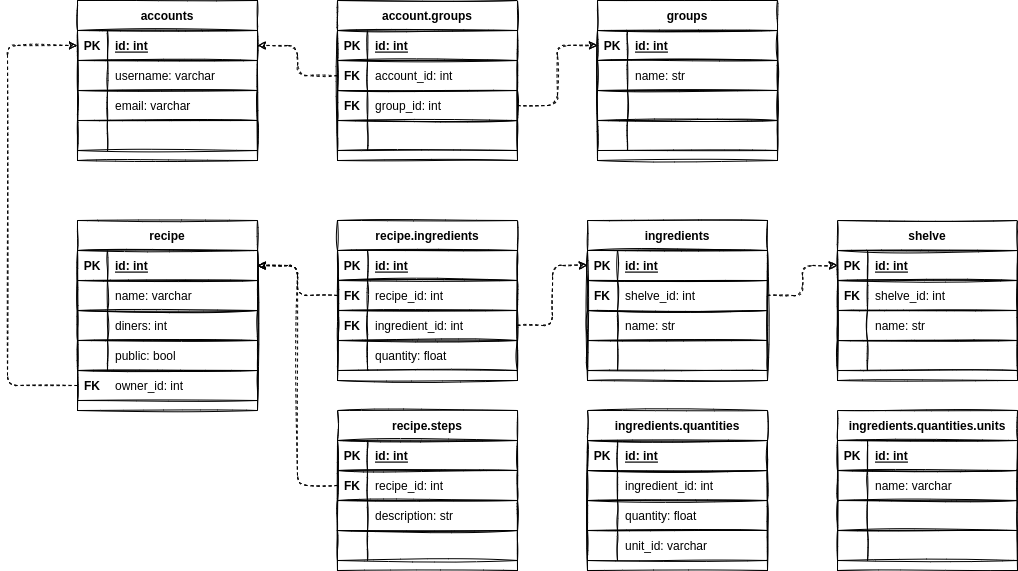 accounts
PK id: int
username: varchar
email: varchar
account.groups
PK id: int
FK account_id: int
FK group_id: int
groups
PK id: int
name: str
recipe
PK id: int
name: varchar
diners: int
public: bool
FK owner_id: int
recipe.ingredients
PK id: int
FK recipe_id: int
FK ingredient_id: int
quantity: float
ingredients
PK id: int
FK shelve_id: int
name: str
shelve
PK id: int
FK shelve_id: int
name: str
recipe.steps
PK id: int
FK recipe_id: int
description: str
ingredients.quantities
PK id: int
ingredient_id: int
quantity: float
unit_id: varchar
ingredients.quantities.units
PK id: int
name: varchar